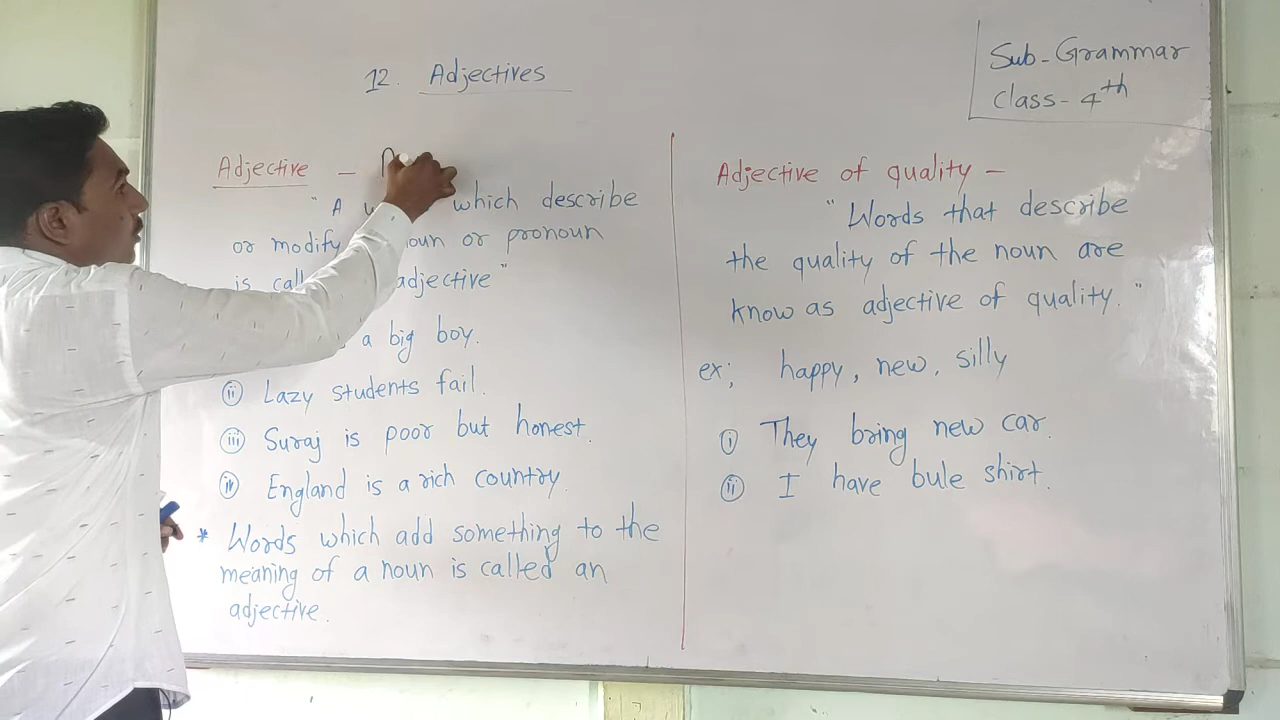 Sub - Grammar
Class - 4th
12. Adjectives
Adjective -
" A which describe
or modify or pronoun
is adjective "
a big boy.
(ii) Lazy students fail.
(iii) Suraj is poor but honest.
(iv) England is a rich country.
* Words which add something to the
meaning of a noun is called an
adjective.
Adjective of quality -
" Words that describe
the quality of the noun are
know as adjective of quality. "
ex; happy, new, silly
(i) They bring new car.
(ii) I have bule shirt.